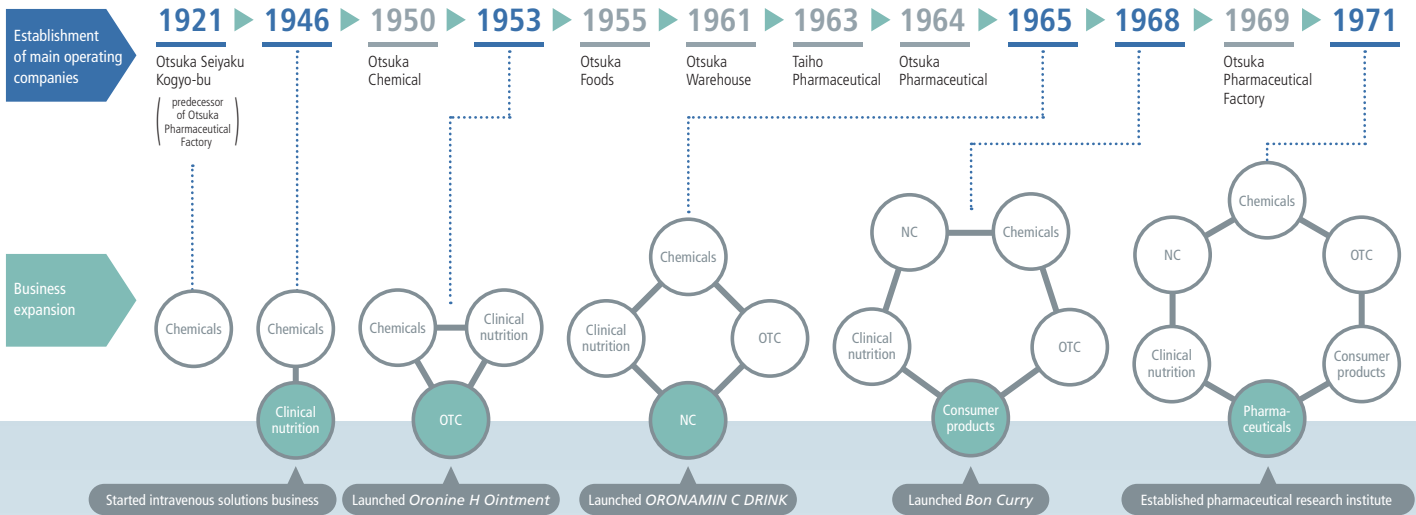 Establishment
of main operating
companies
1921
1946
1950
1953
1955
1961
1963
1964
1965
1968
1969
1971
Otsuka Seiyaku
Kogyo-bu
(predecessor
of Otsuka
Pharmaceutical
Factory)
Otsuka
Chemical
Otsuka
Foods
Otsuka
Warehouse
Taiho
Pharmaceutical
Otsuka
Pharmaceutical
Otsuka
Pharmaceutical
Factory
Business
expansion
Chemicals
Chemicals
Clinical
nutrition
Chemicals
Clinical
nutrition
OTC
Chemicals
Clinical
nutrition
OTC
NC
NC
Chemicals
Clinical
nutrition
OTC
Consumer
products
Chemicals
NC
OTC
Clinical
nutrition
Consumer
products
Pharma-
ceuticals
Started intravenous solutions business
Launched Oronine H Ointment
Launched ORONAMIN C DRINK
Launched Bon Curry
Established pharmaceutical research institute